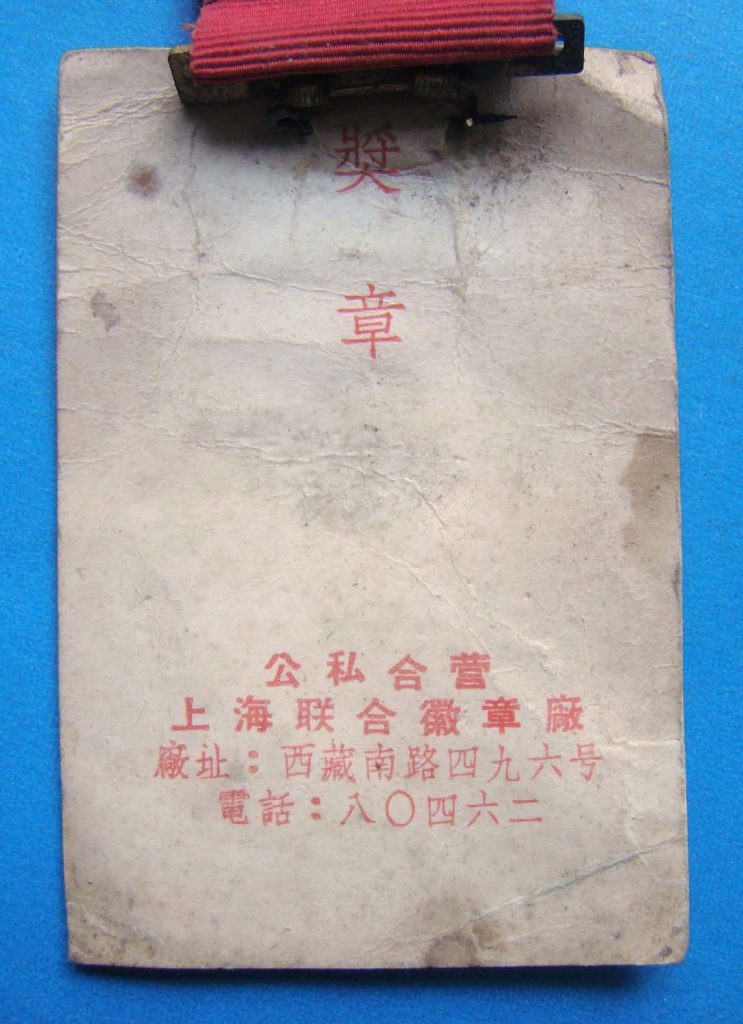 獎章
公私合营
上海联合徽章廠
廠址：西藏南路四九六号
電話：八〇四六二